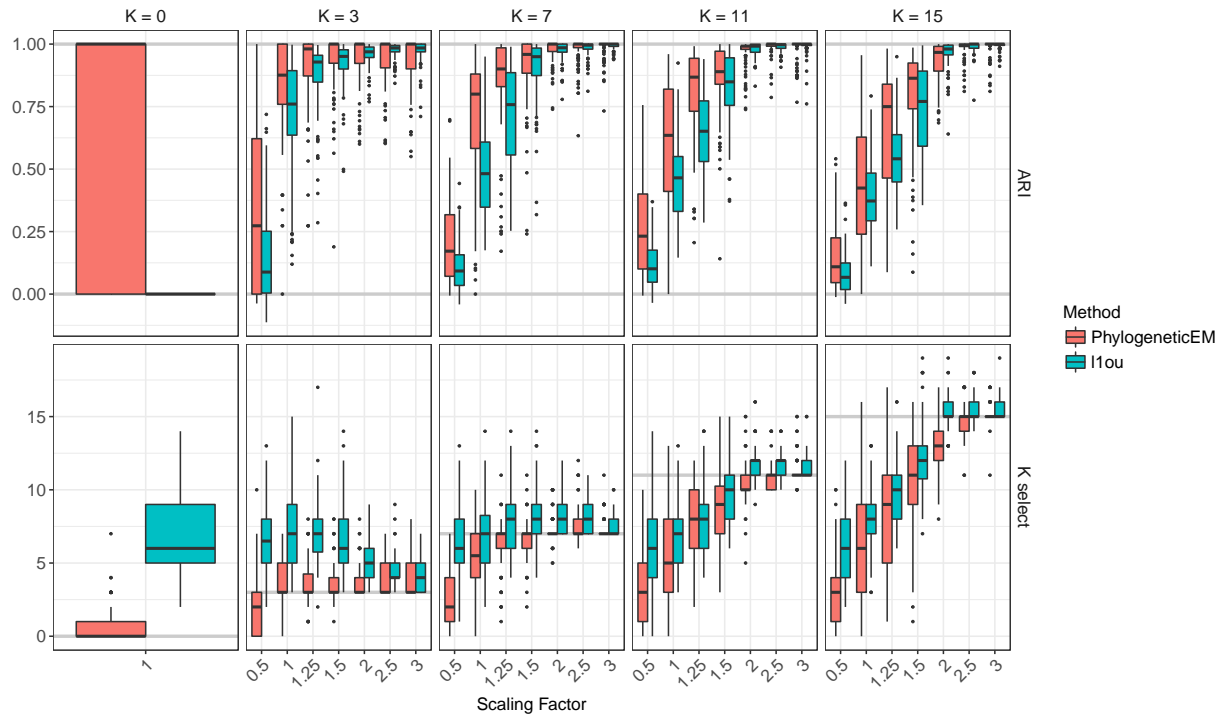 K = 0 K = 3 K = 7 K = 11 K = 15
1.00
0.75
0.50
0.25
0.00
ARI
Method
PhylogeneticEM
l1ou
15
10
5
0
K select
1 0.5 1 1.25 1.5 2 2.5 3 0.5 1 1.25 1.5 2 2.5 3 0.5 1 1.25 1.5 2 2.5 3 0.5 1 1.25 1.5 2 2.5 3
Scaling Factor